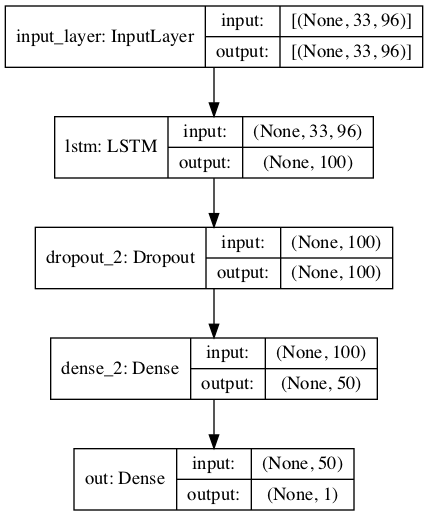 input_layer: InputLayer
input: [(None, 33, 96)]
output: [(None, 33, 96)]
lstm: LSTM
input: (None, 33, 96)
output: (None, 100)
dropout_2: Dropout
input: (None, 100)
output: (None, 100)
dense_2: Dense
input: (None, 100)
output: (None, 50)
out: Dense
input: (None, 50)
output: (None, 1)